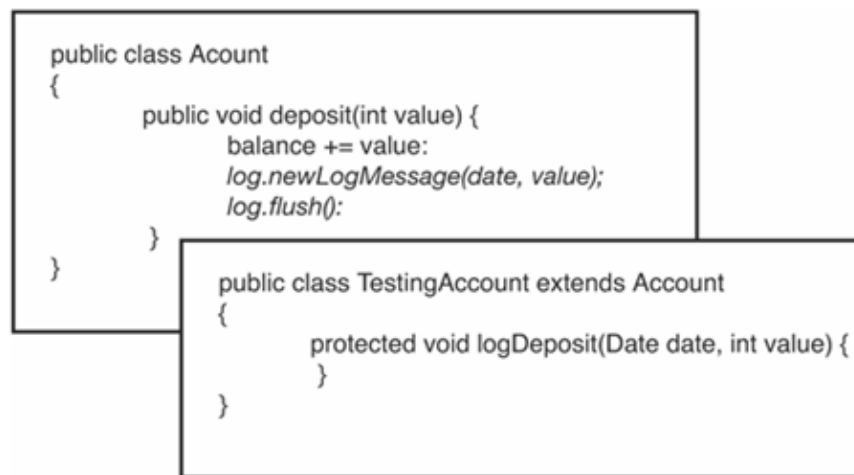 public class Acount
{
public void deposit(int value) {
balance += value:
log.newLogMessage(date, value);
log.flush():
}
}
public class TestingAccount extends Account
{
protected void logDeposit(Date date, int value) {
}
}